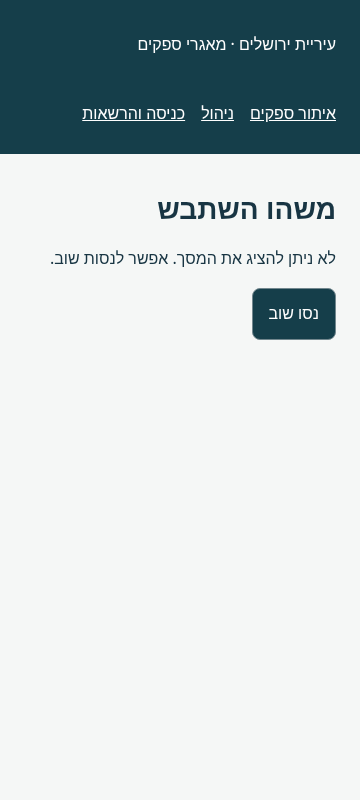 עיריית ירושלים · מאגרי ספקים
איתור ספקים ניהול כניסה והרשאות
משהו השתבש
לא ניתן להציג את המסך. אפשר לנסות שוב.
נסו שוב